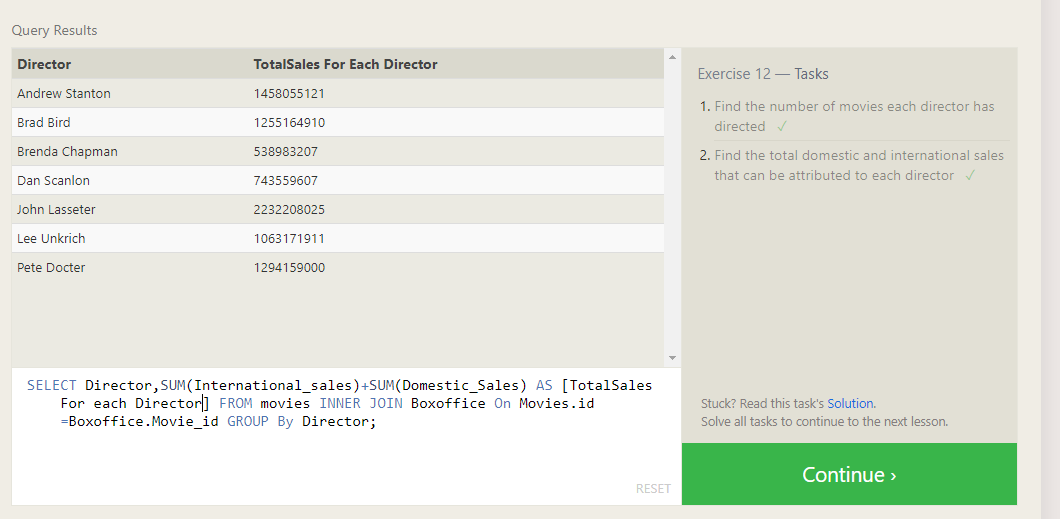 Query Results
Director TotalSales For Each Director
Andrew Stanton 1458055121
Brad Bird 1255164910
Brenda Chapman 538983207
Dan Scanlon 743559607
John Lasseter 2232208025
Lee Unkrich 1063171911
Pete Docter 1294159000
SELECT Director,SUM(International_sales)+SUM(Domestic_Sales) AS [TotalSales
For each Director] FROM movies INNER JOIN Boxoffice On Movies.id
=Boxoffice.Movie_id GROUP By Director;
RESET
Exercise 12 — Tasks
1. Find the number of movies each director has
directed ✓
2. Find the total domestic and international sales
that can be attributed to each director ✓
Stuck? Read this task's Solution.
Solve all tasks to continue to the next lesson.
Continue ›